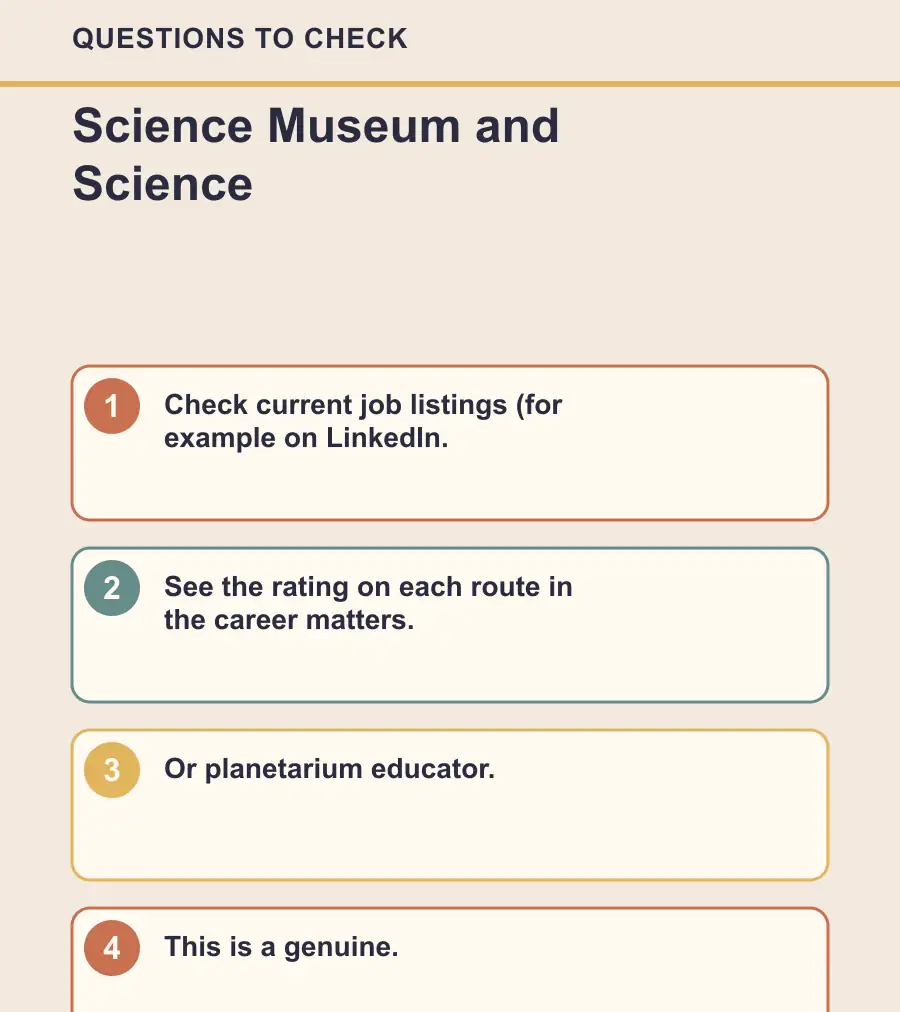 QUESTIONS TO CHECK
Science Museum and
Science
1
Check current job listings (for
example on LinkedIn.
2
See the rating on each route in
the career matters.
3
Or planetarium educator.
4
This is a genuine.